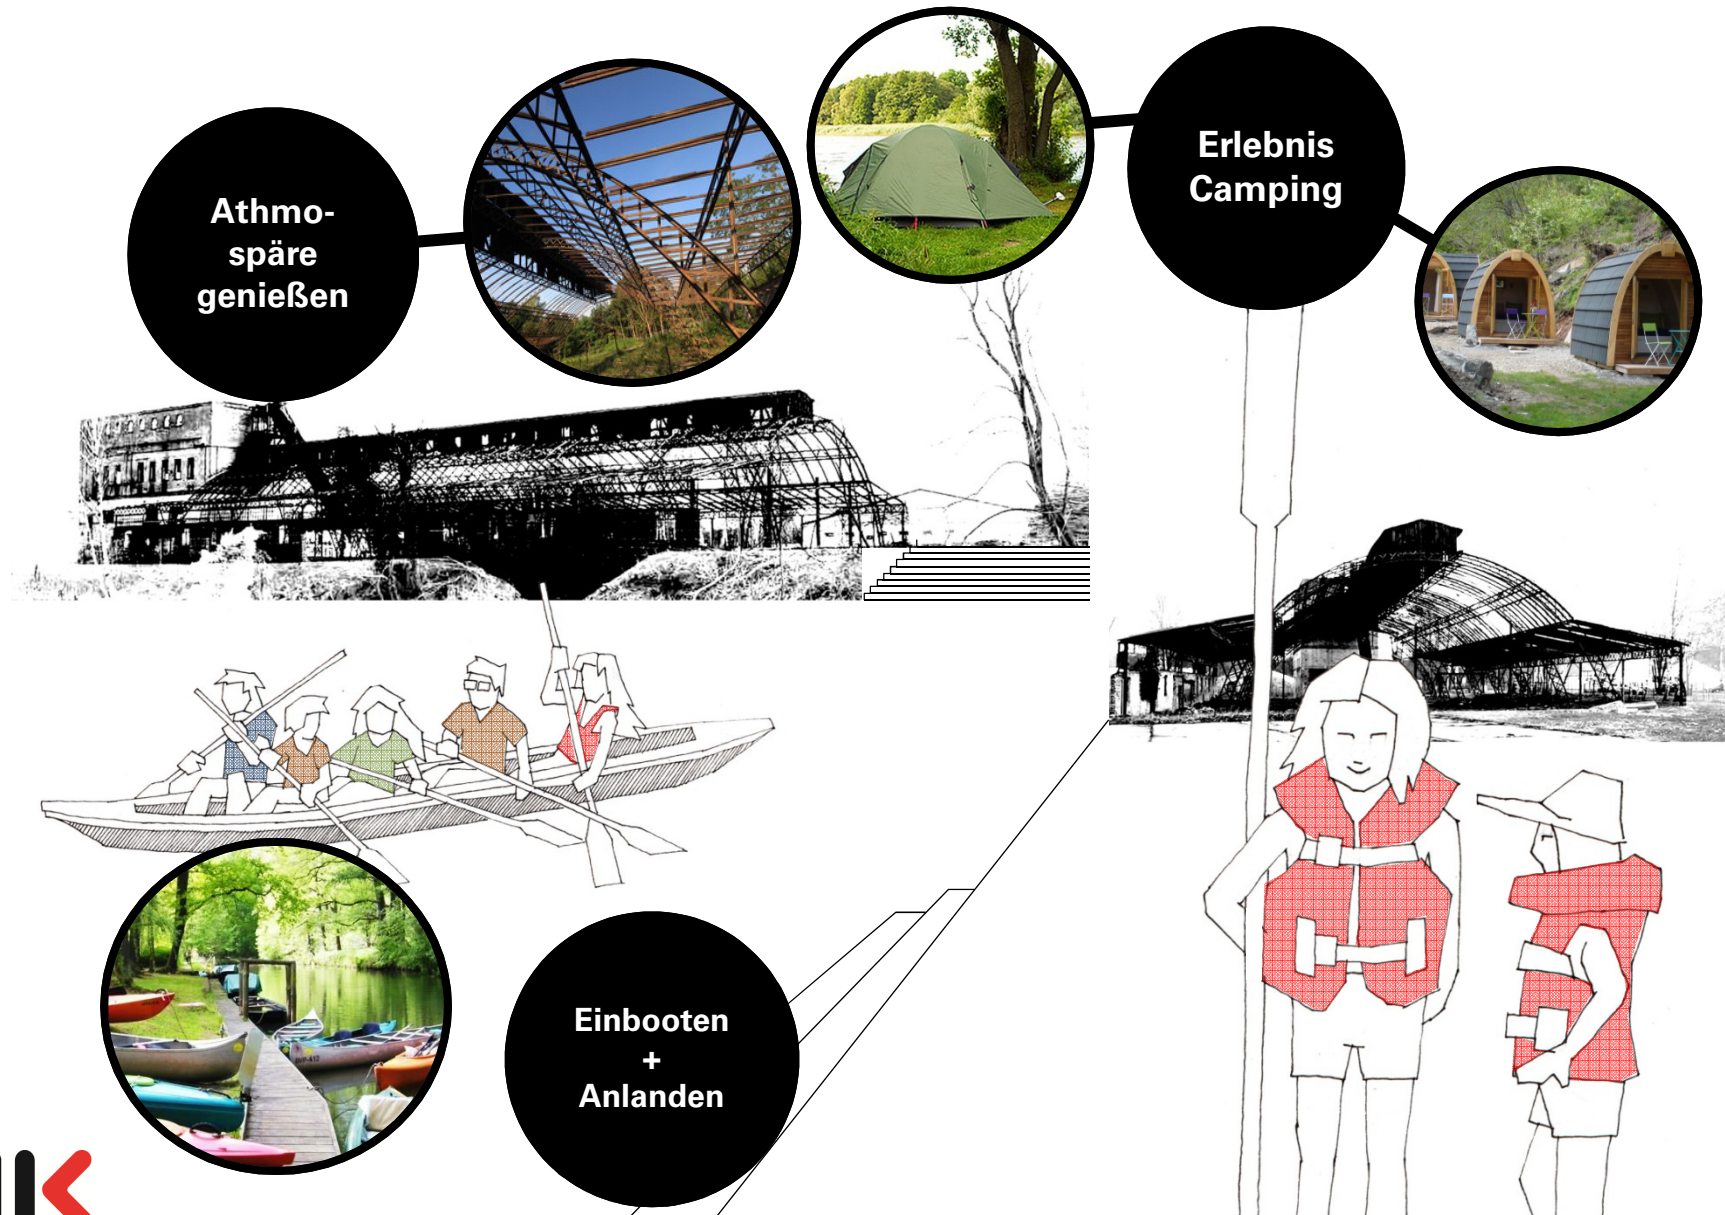 Athmo-
späre
genießen
Erlebnis
Camping
Einbooten
+
Anlanden